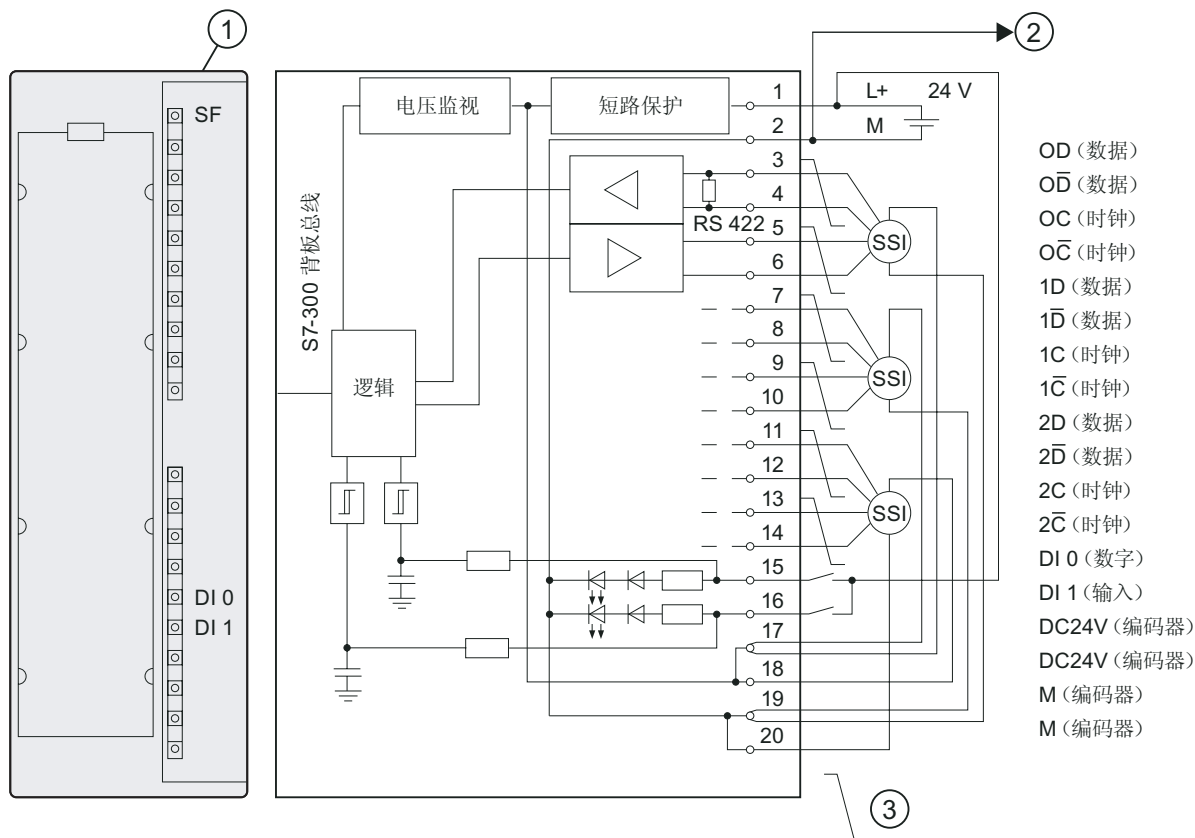 ①
SF
DI 0
DI 1
S7-300 背板总线
电压监视
短路保护
逻辑
RS 422
1
2
3
4
5
6
7
8
9
10
11
12
13
14
15
16
17
18
19
20
L+ 24 V
M
②
SSI
SSI
SSI
③
OD（数据）
OD̅（数据）
OC（时钟）
OC̅（时钟）
1D（数据）
1D̅（数据）
1C（时钟）
1C̅（时钟）
2D（数据）
2D̅（数据）
2C（时钟）
2C̅（时钟）
DI 0（数字）
DI 1（输入）
DC24V（编码器）
DC24V（编码器）
M（编码器）
M（编码器）